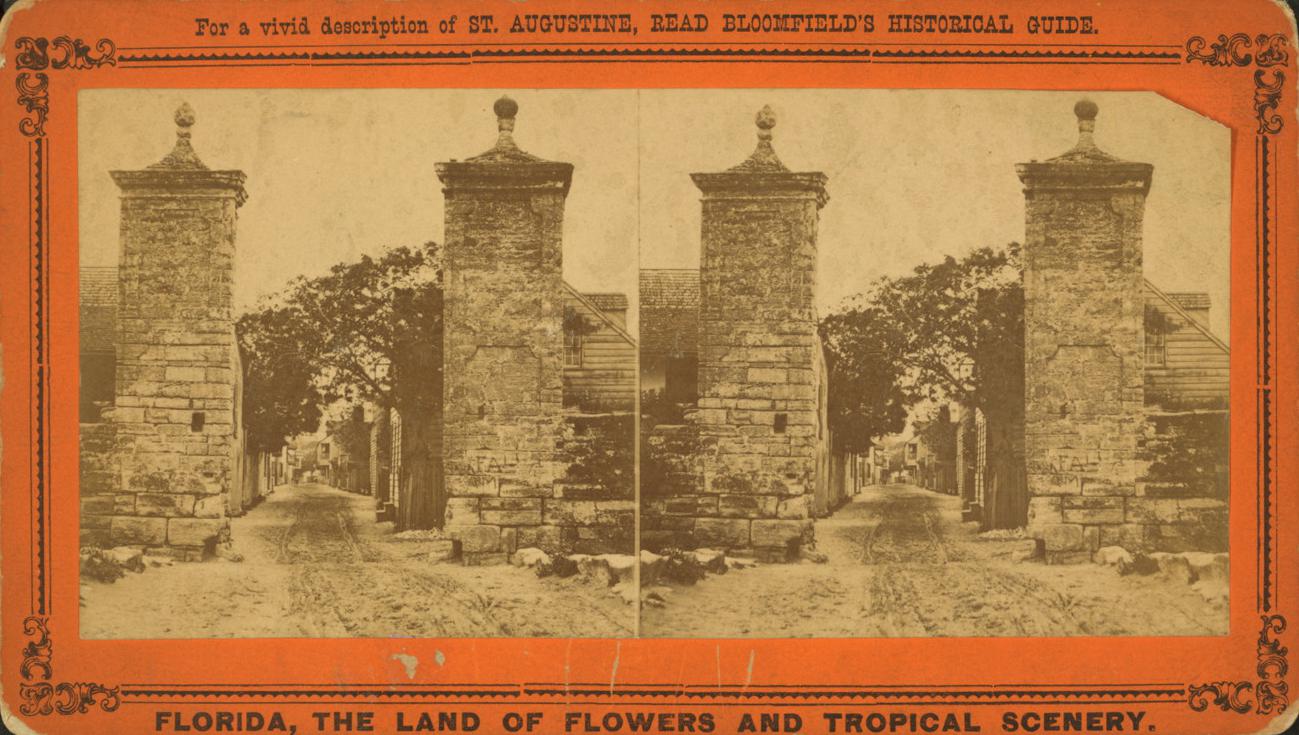 For a vivid description of ST. AUGUSTINE, READ BLOOMFIELD'S HISTORICAL GUIDE.
FLORIDA, THE LAND OF FLOWERS AND TROPICAL SCENERY.